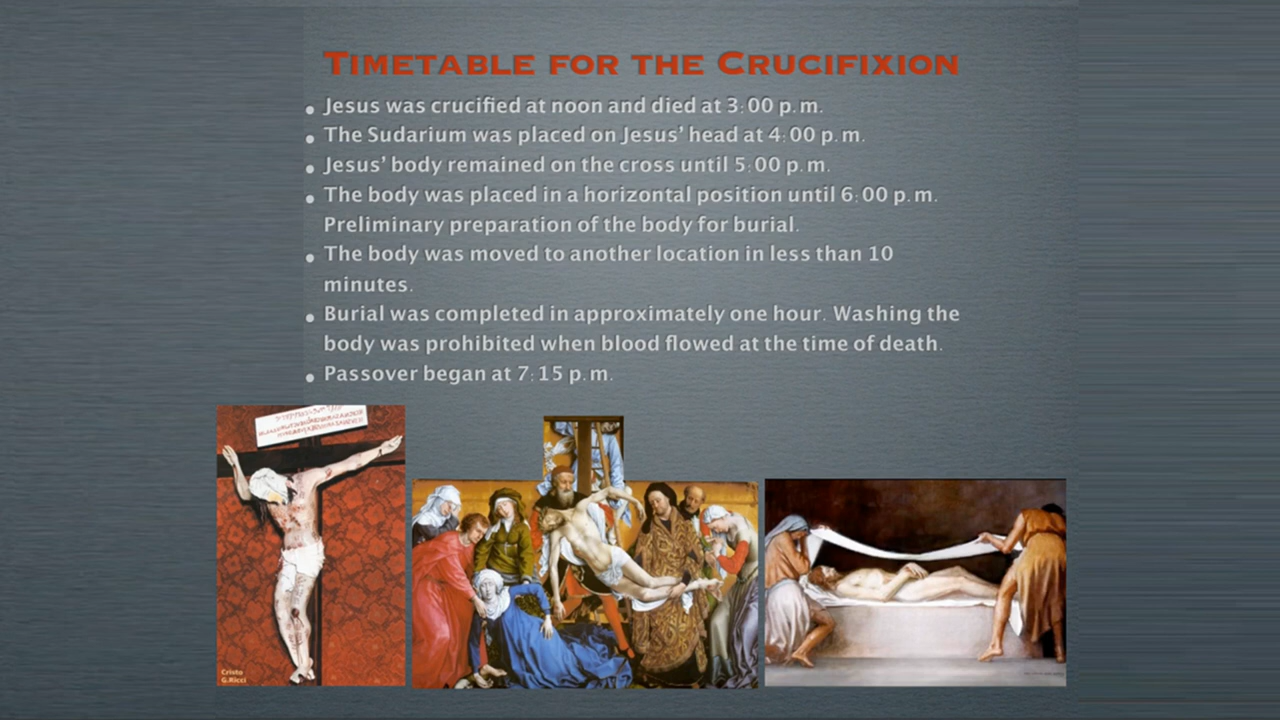 TIMETABLE FOR THE CRUCIFIXION
• Jesus was crucified at noon and died at 3:00 p.m.
• The Sudarium was placed on Jesus' head at 4:00 p.m.
• Jesus' body remained on the cross until 5:00 p.m.
• The body was placed in a horizontal position until 6:00 p.m.
Preliminary preparation of the body for burial.
• The body was moved to another location in less than 10
minutes.
• Burial was completed in approximately one hour. Washing the
body was prohibited when blood flowed at the time of death.
• Passover began at 7:15 p.m.
Cristo
G.Ricci